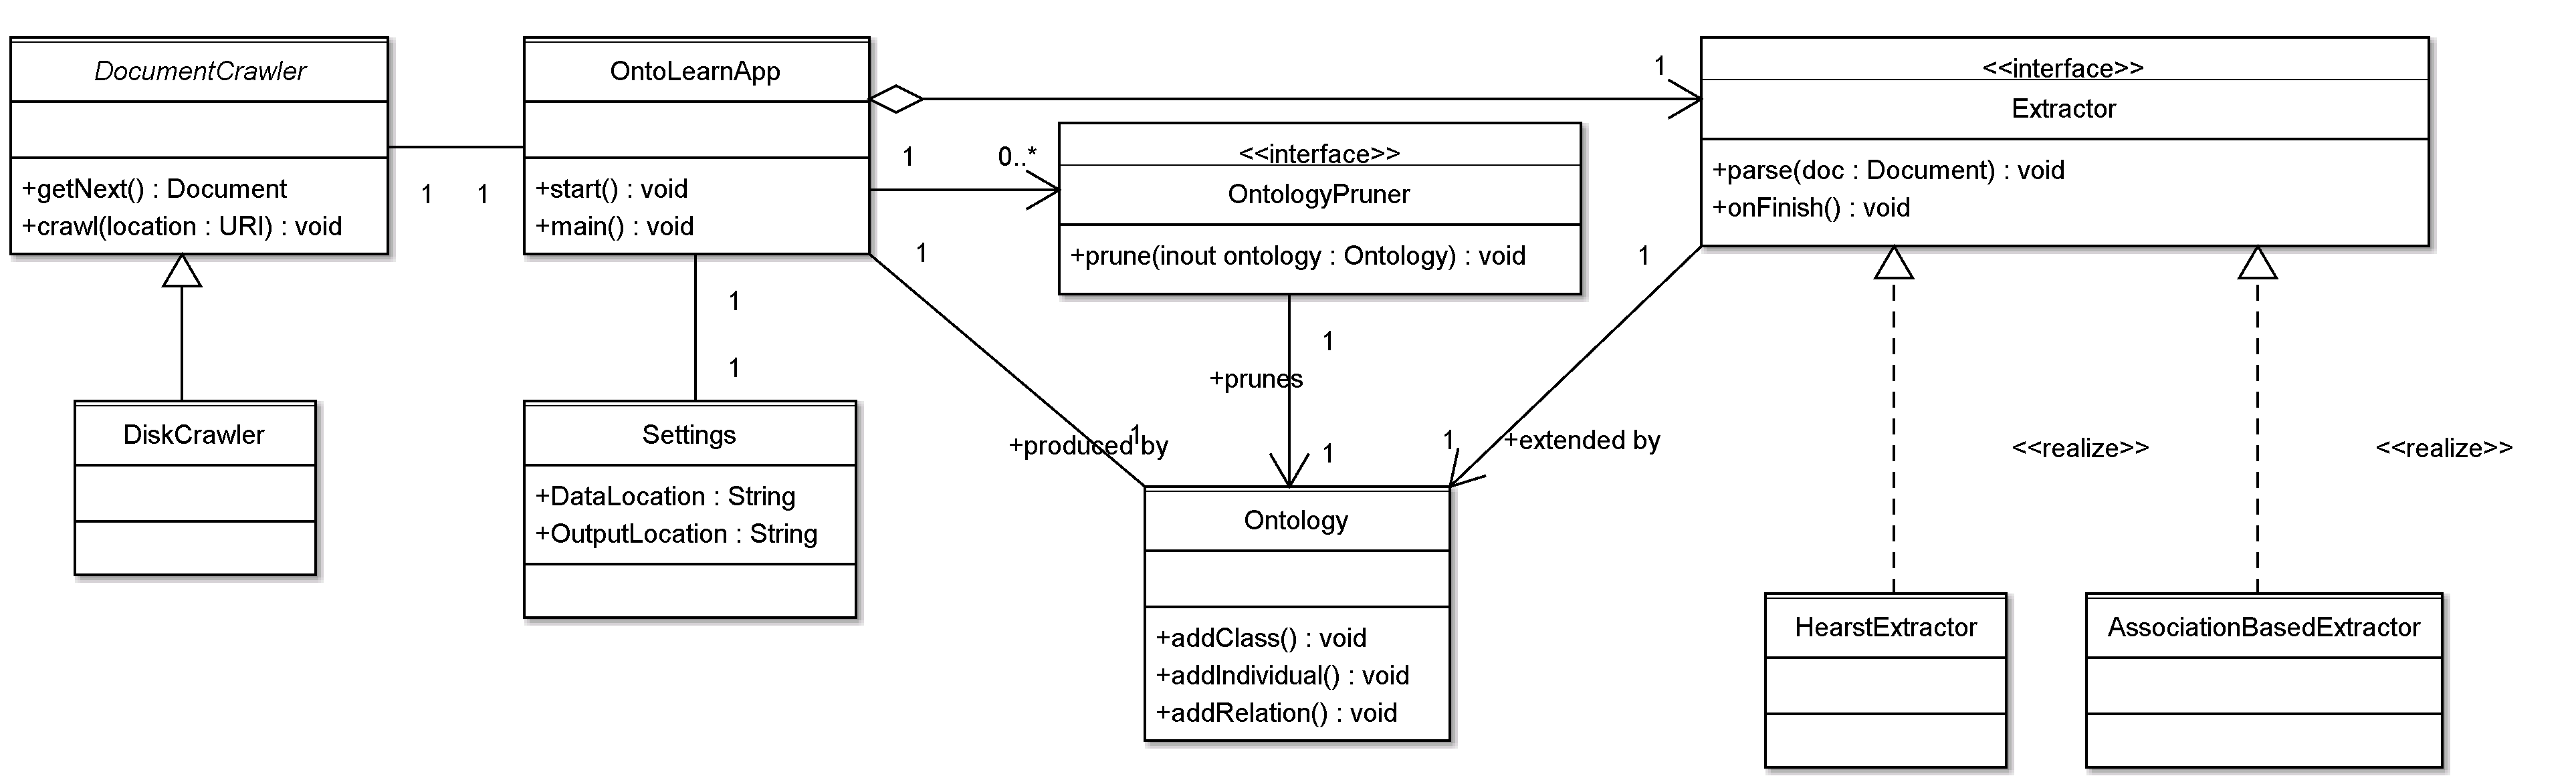 DocumentCrawler
+getNext() : Document
+crawl(location : URI) : void
1
1
OntoLearnApp
+start() : void
+main() : void
1
<<interface>>
Extractor
+parse(doc : Document) : void
+onFinish() : void
1
0..*
<<interface>>
OntologyPruner
+prune(inout ontology : Ontology) : void
1
1
1
1
1
+prunes
DiskCrawler
Settings
+DataLocation : String
+OutputLocation : String
+produced by
1
1
1
+extended by
<<realize>>
<<realize>>
Ontology
+addClass() : void
+addIndividual() : void
+addRelation() : void
HearstExtractor
AssociationBasedExtractor